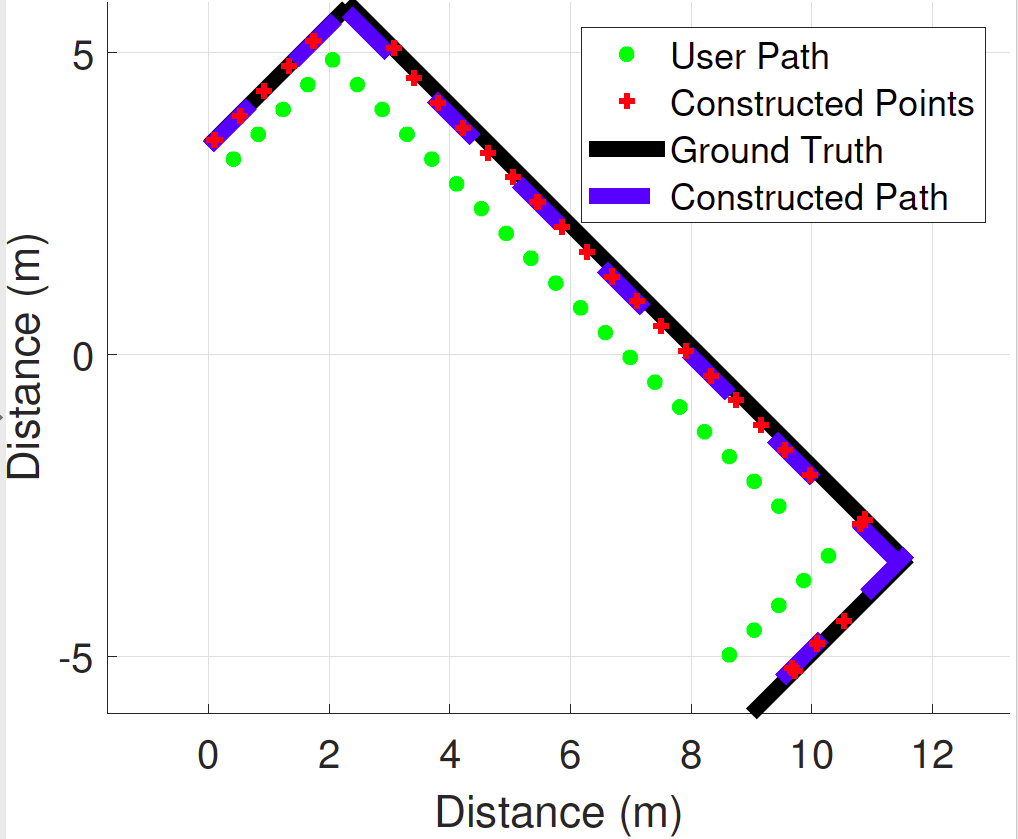 User Path
Constructed Points
Ground Truth
Constructed Path
5
0
-5
Distance (m)
0 2 4 6 8 10 12
Distance (m)